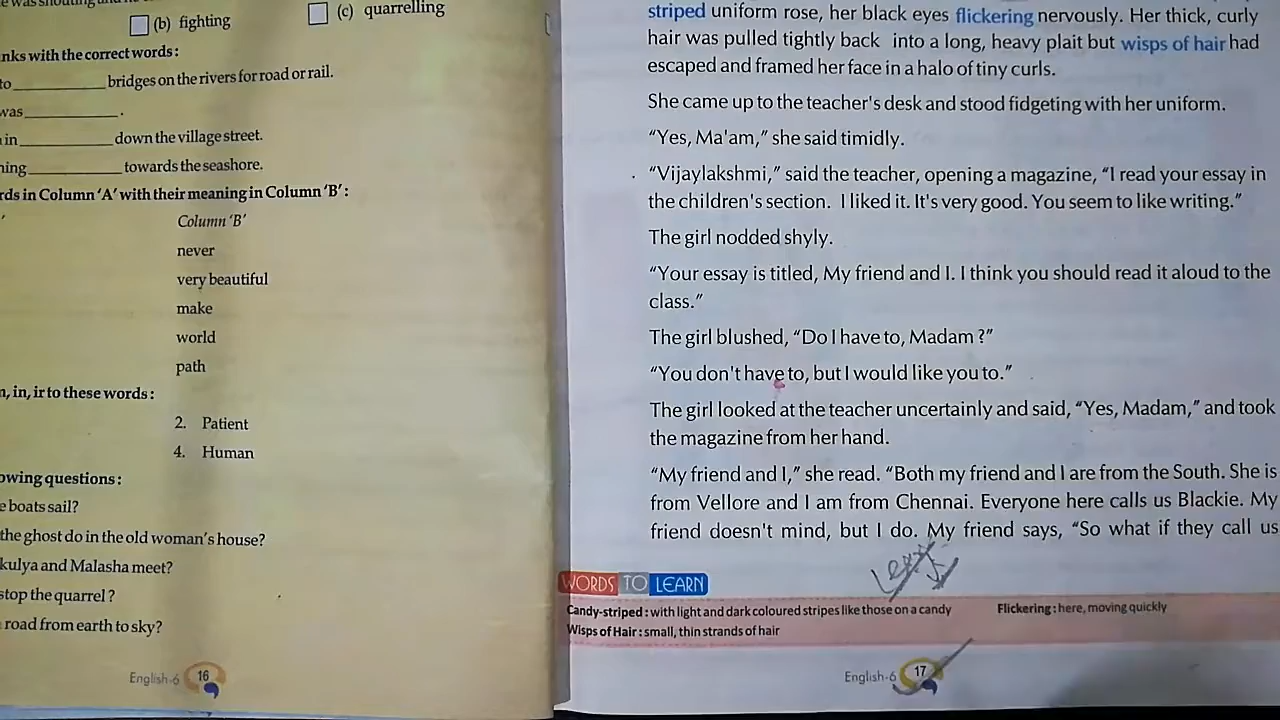 (b) fighting
(c) quarrelling
nks with the correct words:
to __________ bridges on the rivers for road or rail.
was __________.
in __________ down the village street.
ning __________ towards the seashore.
rds in Column 'A' with their meaning in Column 'B':
Column 'B'
never
very beautiful
make
world
path
n, in, ir to these words:
2. Patient
4. Human
owing questions:
e boats sail?
the ghost do in the old woman's house?
kulya and Malasha meet?
stop the quarrel?
road from earth to sky?
English-6 16
striped uniform rose, her black eyes flickering nervously. Her thick, curly
hair was pulled tightly back into a long, heavy plait but wisps of hair had
escaped and framed her face in a halo of tiny curls.
She came up to the teacher's desk and stood fidgeting with her uniform.
"Yes, Ma'am," she said timidly.
"Vijaylakshmi," said the teacher, opening a magazine, "I read your essay in
the children's section. I liked it. It's very good. You seem to like writing."
The girl nodded shyly.
"Your essay is titled, My friend and I. I think you should read it aloud to the
class."
The girl blushed, "Do I have to, Madam ?"
"You don't have to, but I would like you to."
The girl looked at the teacher uncertainly and said, "Yes, Madam," and took
the magazine from her hand.
"My friend and I," she read. "Both my friend and I are from the South. She is
from Vellore and I am from Chennai. Everyone here calls us Blackie. My
friend doesn't mind, but I do. My friend says, "So what if they call us
WORDS TO LEARN
Candy-striped : with light and dark coloured stripes like those on a candy
Flickering : here, moving quickly
Wisps of Hair : small, thin strands of hair
English-6 17